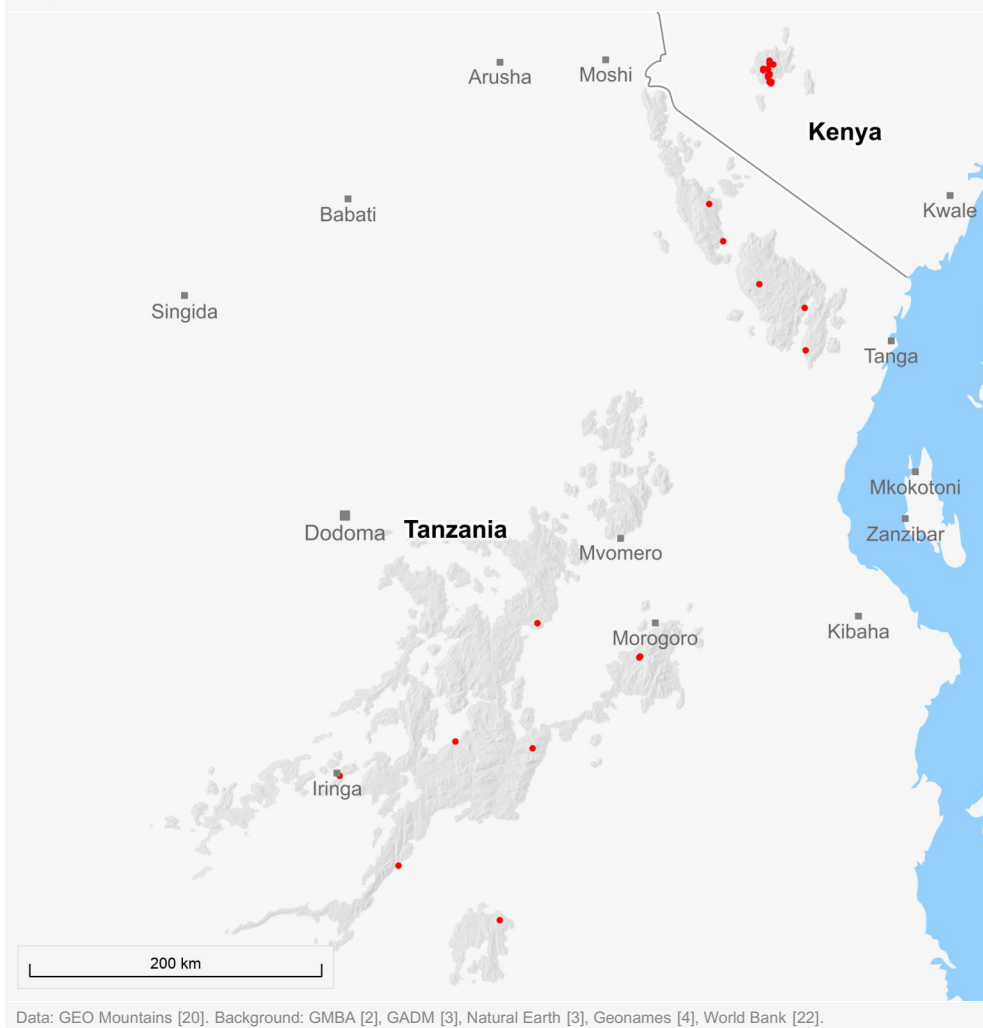 Arusha
Moshi
Kenya
Babati
Kwale
Singida
Tanga
Mkokotoni
Dodoma
Tanzania
Zanzibar
Mvomero
Morogoro
Kibaha
Iringa
200 km
Data: GEO Mountains [20]. Background: GMBA [2], GADM [3], Natural Earth [3], Geonames [4], World Bank [22].